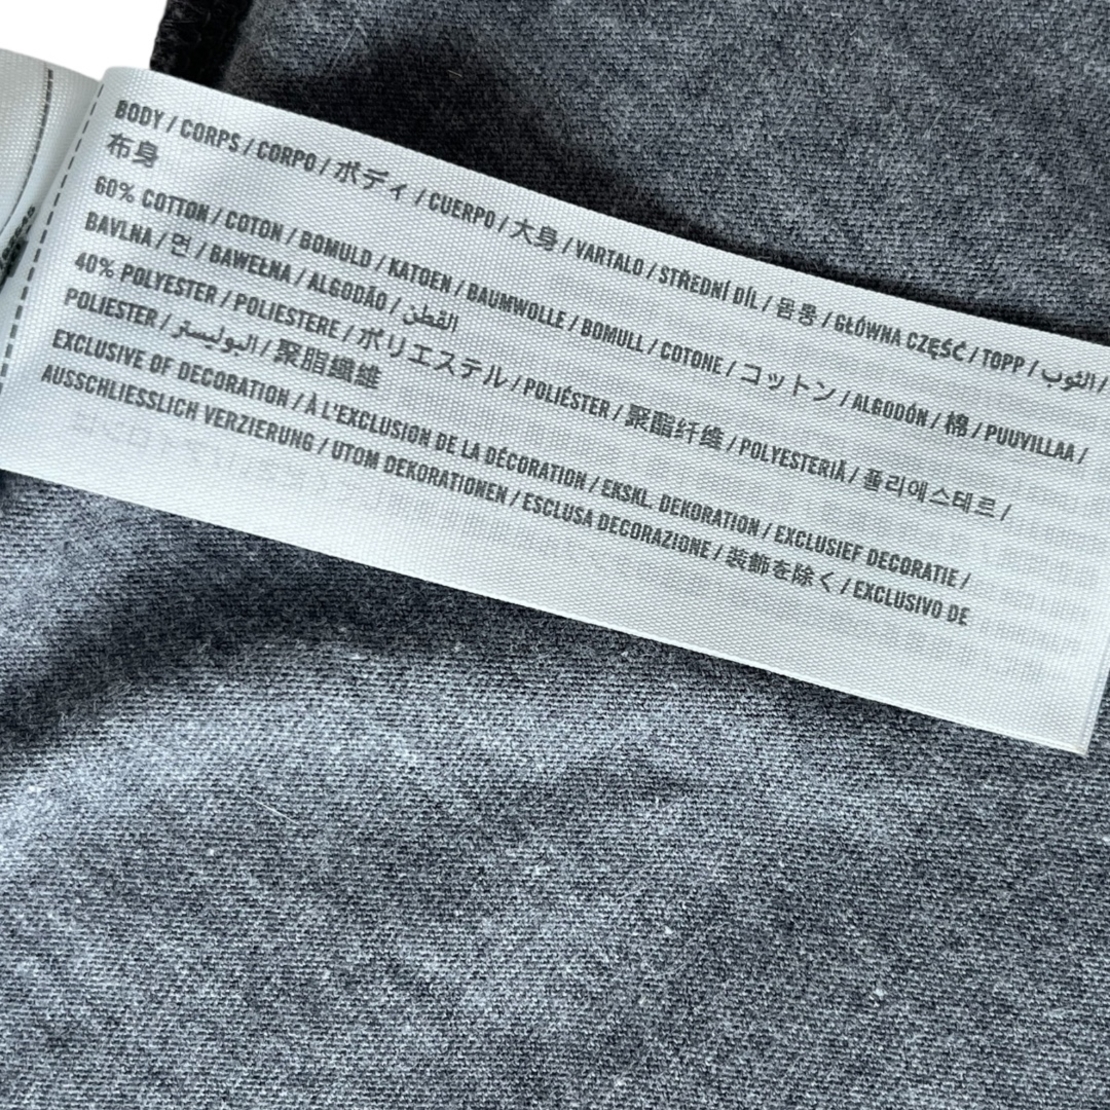 BODY / CORPS / CORPO / ボディ / CUERPO / 大身 / VARTALO / STŘEDNÍ DÍL / 몸통 / GŁÓWNA CZĘŚĆ / TOPP / الثوب /
布身
60% COTTON / COTON / BOMULD / KATOEN / BAUMWOLLE / BOMULL / COTONE / コットン / ALGODÓN / 棉 / PUUVILLAA /
BAVLNA / 면 / BAWEŁNA / ALGODÃO / القطن
40% POLYESTER / POLIESTERE / ポリエステル / POLIÉSTER / 聚酯纤维 / POLYESTERIÄ / 폴리에스테르 /
POLIESTER / البوليستر / 聚脂纖維
EXCLUSIVE OF DECORATION / À L'EXCLUSION DE LA DÉCORATION / EKSKL. DEKORATION / EXCLUSIEF DECORATIE /
AUSSCHLIESSLICH VERZIERUNG / UTOM DEKORATIONEN / ESCLUSA DECORAZIONE / 装飾を除く / EXCLUSIVO DE